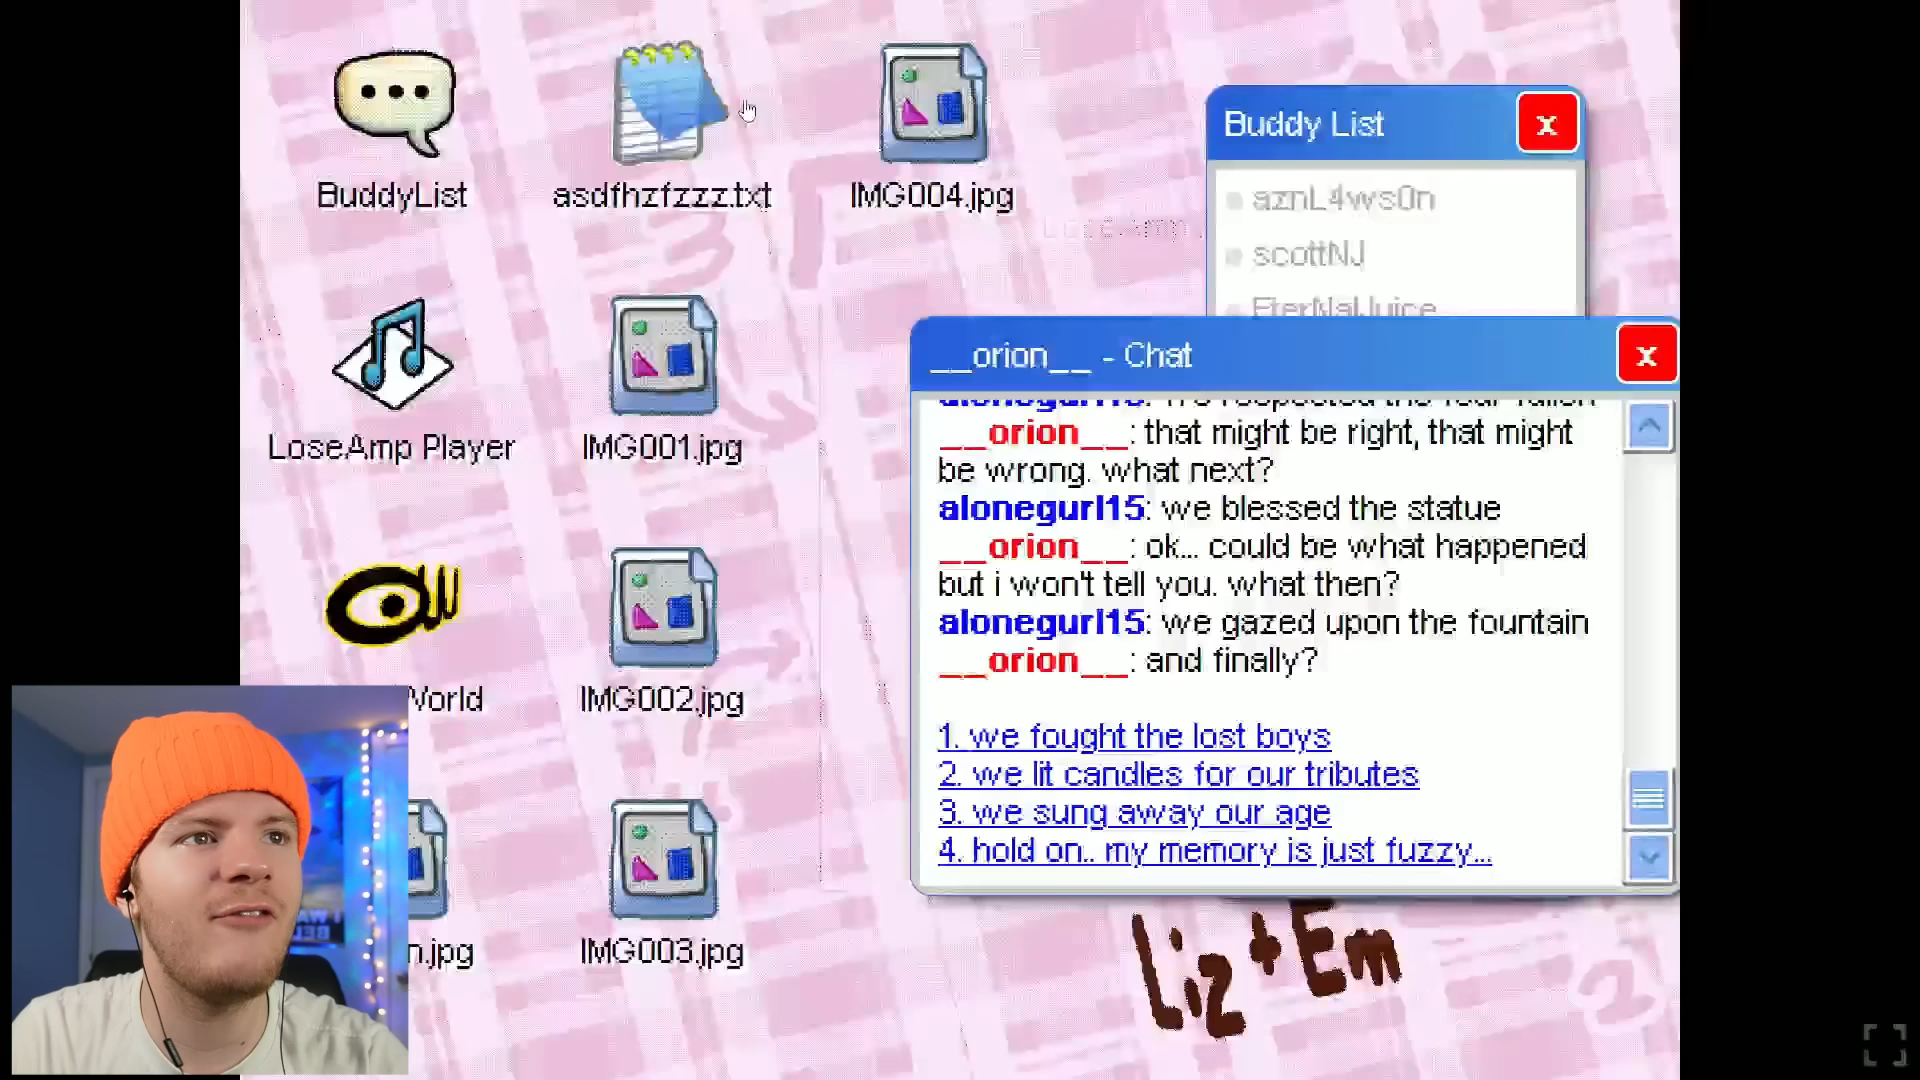 BuddyList
asdfhzfzzz.txt
IMG004.jpg
LoseAmp Player
IMG001.jpg
World
IMG002.jpg
n.jpg
IMG003.jpg
Buddy List
x
aznL4ws0n
scottNJ
EterNalJuice
__orion__ - Chat
x
__orion__: that might be right, that might
be wrong. what next?
alonegurl15: we blessed the statue
__orion__: ok... could be what happened
but i won't tell you. what then?
alonegurl15: we gazed upon the fountain
__orion__: and finally?
1. we fought the lost boys
2. we lit candles for our tributes
3. we sung away our age
4. hold on.. my memory is just fuzzy...
Liz + Em
2